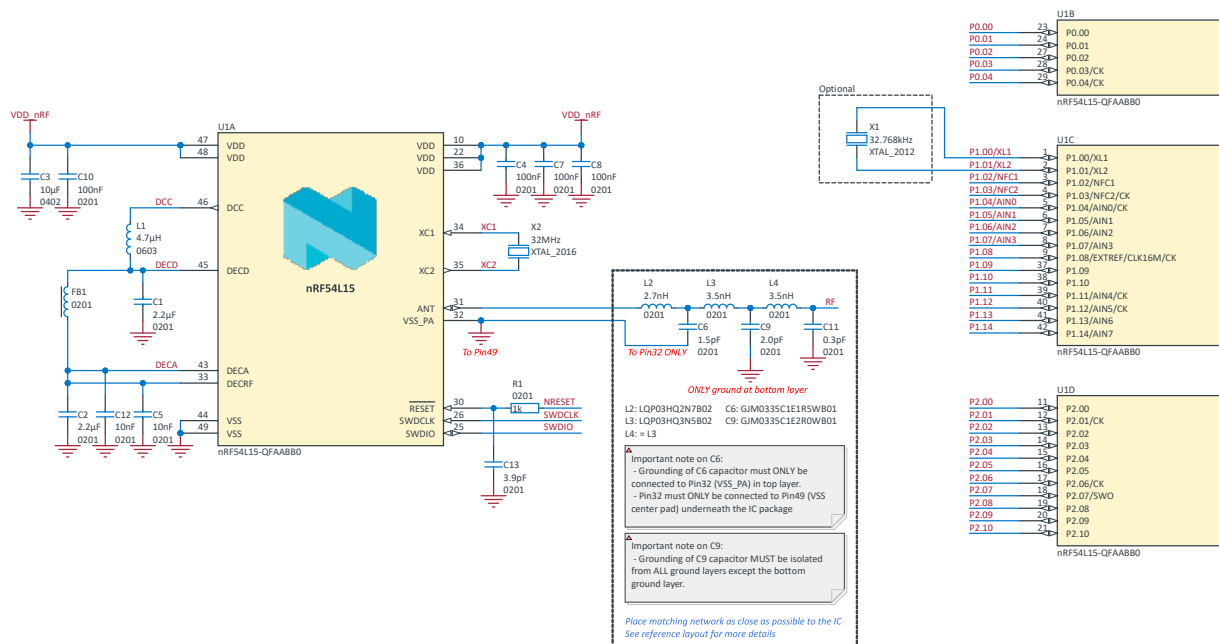 VDD_nRF
U1A
VDD_nRF
47
VDD
48
VDD
VDD
10
VDD
22
VDD
36
C3
10µF
0402
C10
100nF
0201
C4
100nF
0201
C7
100nF
0201
C8
100nF
0201
DCC
46
DCC
L1
4.7µH
0603
XC1
34
XC1
X2
32MHz
XTAL_2016
XC2
35
XC2
DECD
45
DECD
nRF54L15
FB1
0201
C1
2.2µF
0201
ANT
31
VSS_PA
32
To Pin49
L2
2.7nH
0201
L3
3.5nH
0201
L4
3.5nH
0201
RF
C6
1.5pF
0201
C9
2.0pF
0201
C11
0.3pF
0201
To Pin32 ONLY
ONLY ground at bottom layer
DECA
43
DECA
33
DECRF
C2
2.2µF
0201
C12
10nF
0201
C5
10nF
0201
44
VSS
49
VSS
RESET
30
SWDCLK
26
SWDIO
25
R1
0201
1k
NRESET
SWDCLK
SWDIO
nRF54L15-QFAABB0
C13
3.9pF
0201
L2: LQP03HQ2N7B02 C6: GJM0335C1E1R5WB01
L3: LQP03HQ3N5B02 C9: GJM0335C1E2R0WB01
L4: = L3
Important note on C6:
- Grounding of C6 capacitor must ONLY be
connected to Pin32 (VSS_PA) in top layer.
- Pin32 must ONLY be connected to Pin49 (VSS
center pad) underneath the IC package
Important note on C9:
- Grounding of C9 capacitor MUST be isolated
from ALL ground layers except the bottom
ground layer.
Place matching network as close as possible to the IC
See reference layout for more details
Optional
X1
32.768kHz
XTAL_2012
U1B
P0.00 23 P0.00
P0.01 24 P0.01
P0.02 27 P0.02
P0.03 28 P0.03/CK
P0.04 29 P0.04/CK
nRF54L15-QFAABB0
U1C
P1.00/XL1 1 P1.00/XL1
P1.01/XL2 2 P1.01/XL2
P1.02/NFC1 3 P1.02/NFC1
P1.03/NFC2 4 P1.03/NFC2/CK
P1.04/AIN0 5 P1.04/AIN0/CK
P1.05/AIN1 6 P1.05/AIN1
P1.06/AIN2 7 P1.06/AIN2
P1.07/AIN3 8 P1.07/AIN3
P1.08 9 P1.08/EXTREF/CLK16M/CK
P1.09 37 P1.09
P1.10 38 P1.10
P1.11 39 P1.11/AIN4/CK
P1.12 40 P1.12/AIN5/CK
P1.13 41 P1.13/AIN6
P1.14 42 P1.14/AIN7
nRF54L15-QFAABB0
U1D
P2.00 11 P2.00
P2.01 12 P2.01/CK
P2.02 13 P2.02
P2.03 14 P2.03
P2.04 15 P2.04
P2.05 16 P2.05
P2.06 17 P2.06/CK
P2.07 18 P2.07/SWO
P2.08 19 P2.08
P2.09 20 P2.09
P2.10 21 P2.10
nRF54L15-QFAABB0